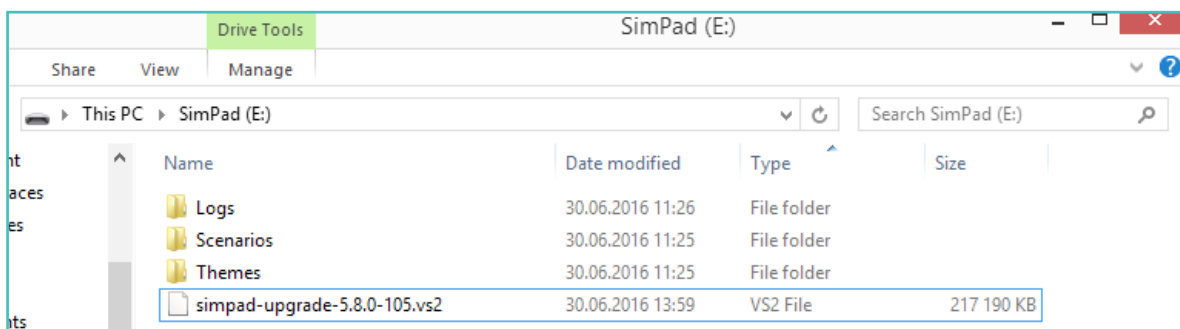 Drive Tools SimPad (E:)
Share View Manage
This PC SimPad (E:) Search SimPad (E:)
Name Date modified Type Size
Logs 30.06.2016 11:26 File folder
Scenarios 30.06.2016 11:25 File folder
Themes 30.06.2016 11:25 File folder
simpad-upgrade-5.8.0-105.vs2 30.06.2016 13:59 VS2 File 217 190 KB